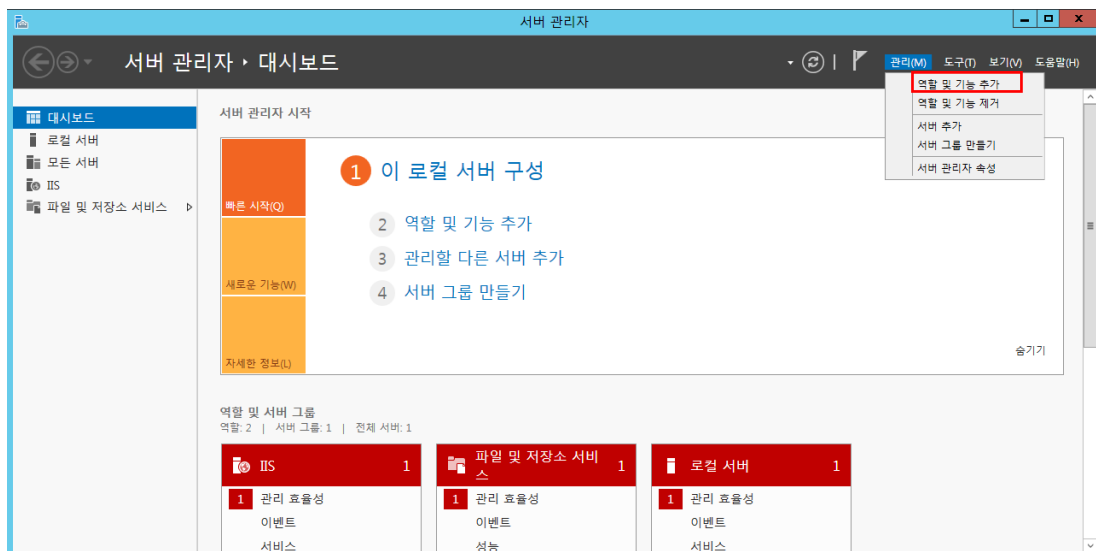 서버 관리자
서버 관리자 ‣ 대시보드
관리(M) 도구(T) 보기(V) 도움말(H)
역할 및 기능 추가
역할 및 기능 제거
서버 추가
서버 그룹 만들기
서버 관리자 속성
대시보드
로컬 서버
모든 서버
IIS
파일 및 저장소 서비스
서버 관리자 시작
빠른 시작(Q)
새로운 기능(W)
자세한 정보(L)
1 이 로컬 서버 구성
2 역할 및 기능 추가
3 관리할 다른 서버 추가
4 서버 그룹 만들기
숨기기
역할 및 서버 그룹
역할: 2 | 서버 그룹: 1 | 전체 서버: 1
IIS 1
1 관리 효율성
이벤트
서비스
파일 및 저장소 서비
스 1
1 관리 효율성
이벤트
성능
로컬 서버 1
1 관리 효율성
이벤트
서비스